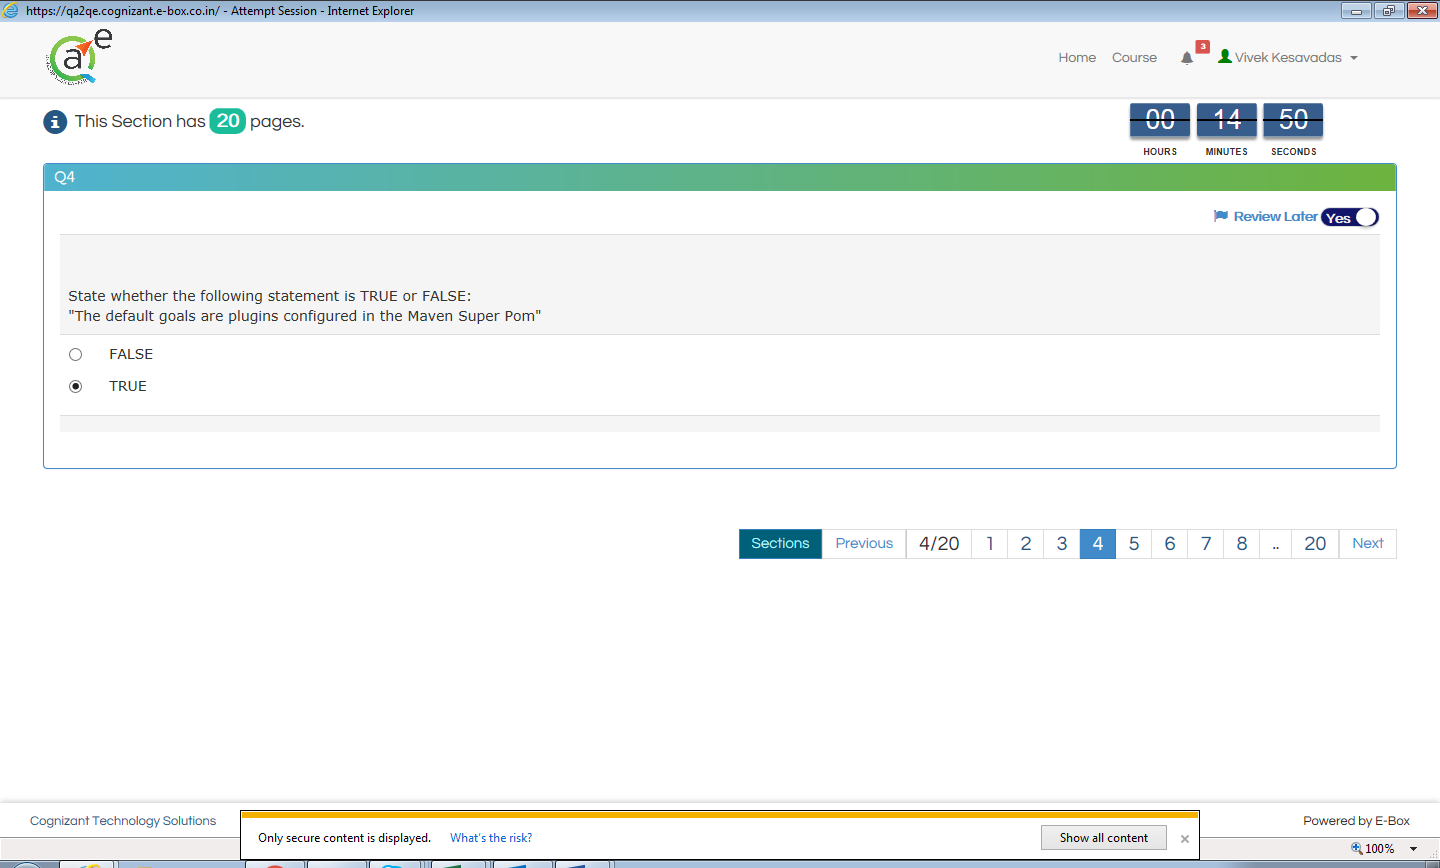 https://qa2qe.cognizant.e-box.co.in/ - Attempt Session - Internet Explorer
a e
Home Course 3 Vivek Kesavadas
This Section has 20 pages.
00 14 50
HOURS MINUTES SECONDS
Q4
Review Later Yes
State whether the following statement is TRUE or FALSE:
"The default goals are plugins configured in the Maven Super Pom"
FALSE
TRUE
Sections Previous 4/20 1 2 3 4 5 6 7 8 .. 20 Next
Cognizant Technology Solutions
Powered by E-Box
Only secure content is displayed. What's the risk? Show all content
100%